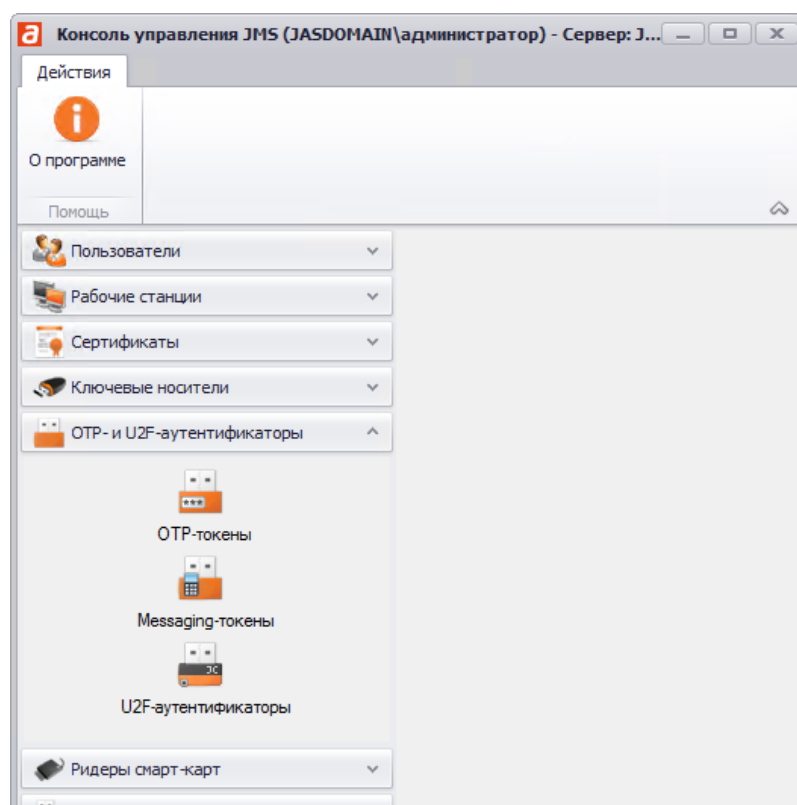 Консоль управления JMS (JASDOMAIN\администратор) - Сервер: J...
Действия
О программе
Помощь
Пользователи
Рабочие станции
Сертификаты
Ключевые носители
OTP- и U2F-аутентификаторы
OTP-токены
Messaging-токены
JC
U2F-аутентификаторы
Ридеры смарт-карт